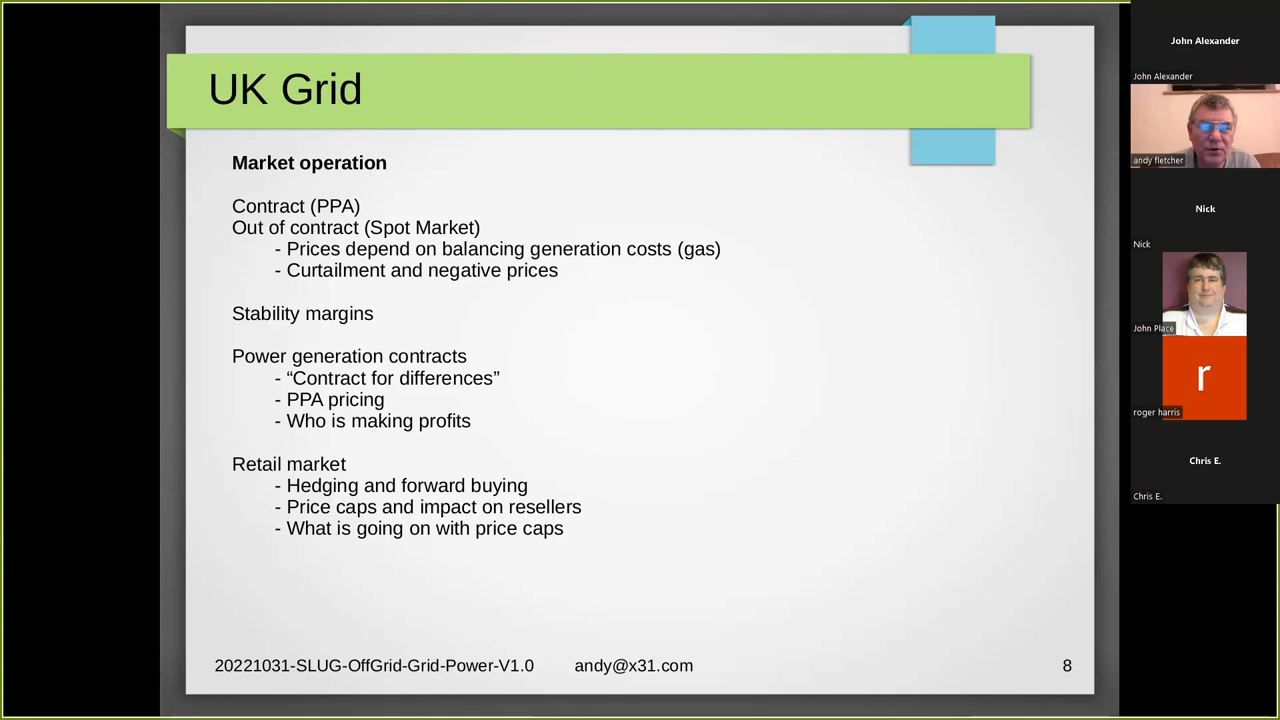 UK Grid
Market operation
Contract (PPA)
Out of contract (Spot Market)
- Prices depend on balancing generation costs (gas)
- Curtailment and negative prices
Stability margins
Power generation contracts
- “Contract for differences”
- PPA pricing
- Who is making profits
Retail market
- Hedging and forward buying
- Price caps and impact on resellers
- What is going on with price caps
20221031-SLUG-OffGrid-Grid-Power-V1.0 andy@x31.com 8
John Alexander
John Alexander
andy fletcher
Nick
Nick
John Place
r
roger harris
Chris E.
Chris E.